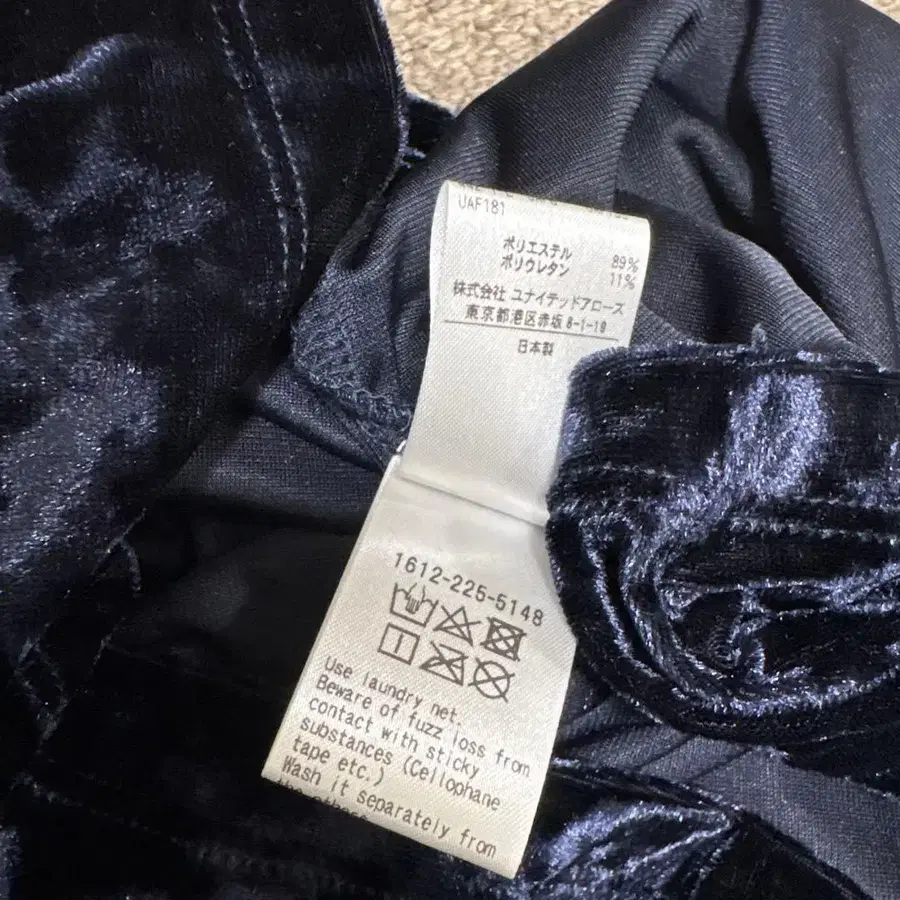 UAF181
ポリエステル 89%
ポリウレタン 11%
株式会社 ユナイテッドアローズ
東京都港区赤坂 8-1-19
日本製
1612-225-5148
Use laundry net.
Beware of fuzz loss from
contact with sticky
substances (Cellophane
tape etc.)
Wash it separately from